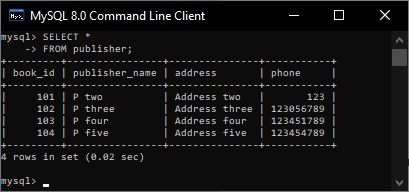 MySQL 8.0 Command Line Client
mysql> SELECT *
    -> FROM publisher;
+---------+----------------+---------------+-----------+
| book_id | publisher_name | address       | phone     |
+---------+----------------+---------------+-----------+
|     101 | P two          | Address two   |       123 |
|     102 | P three        | Address three | 123056789 |
|     103 | P four         | Address four  | 123451789 |
|     104 | P five         | Address five  | 123454789 |
+---------+----------------+---------------+-----------+
4 rows in set (0.02 sec)
mysql>